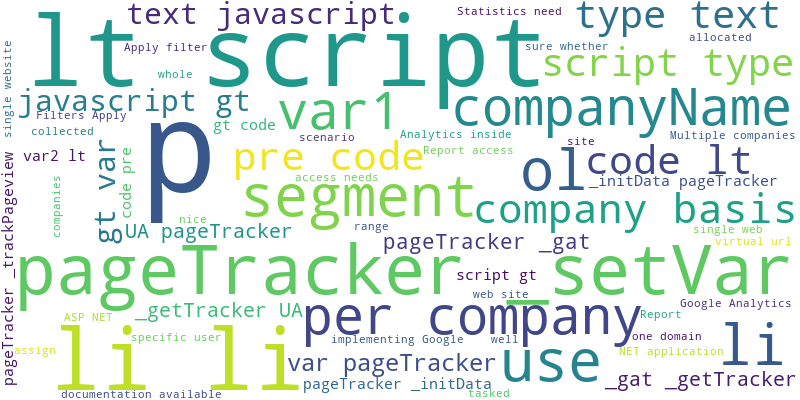 text javascript
Statistics need
type text
lt script
Apply filter
sure whether
allocated
whole
script type
single website
javascript gt
var1
companyName
Filters Apply
p
gt code
collected
scenario
Analytics inside
Multiple companies
var2 lt
pre code
Report access
site
code lt
ol
gt var
code pre
access needs
_initData pageTracker
segment
companies
nice
company basis
UA pageTracker
range
single web
pageTracker _gat
virtual url
pageTracker _setVar
script gt
pageTracker _trackPageview
web site
Google Analytics
_getTracker UA
per company
Report
ASP NET
li li
specific user
implementing Google
well
use
one domain
li
assign
var pageTracker
NET application
pageTracker _initData
_gat _getTracker
documentation available
tasked